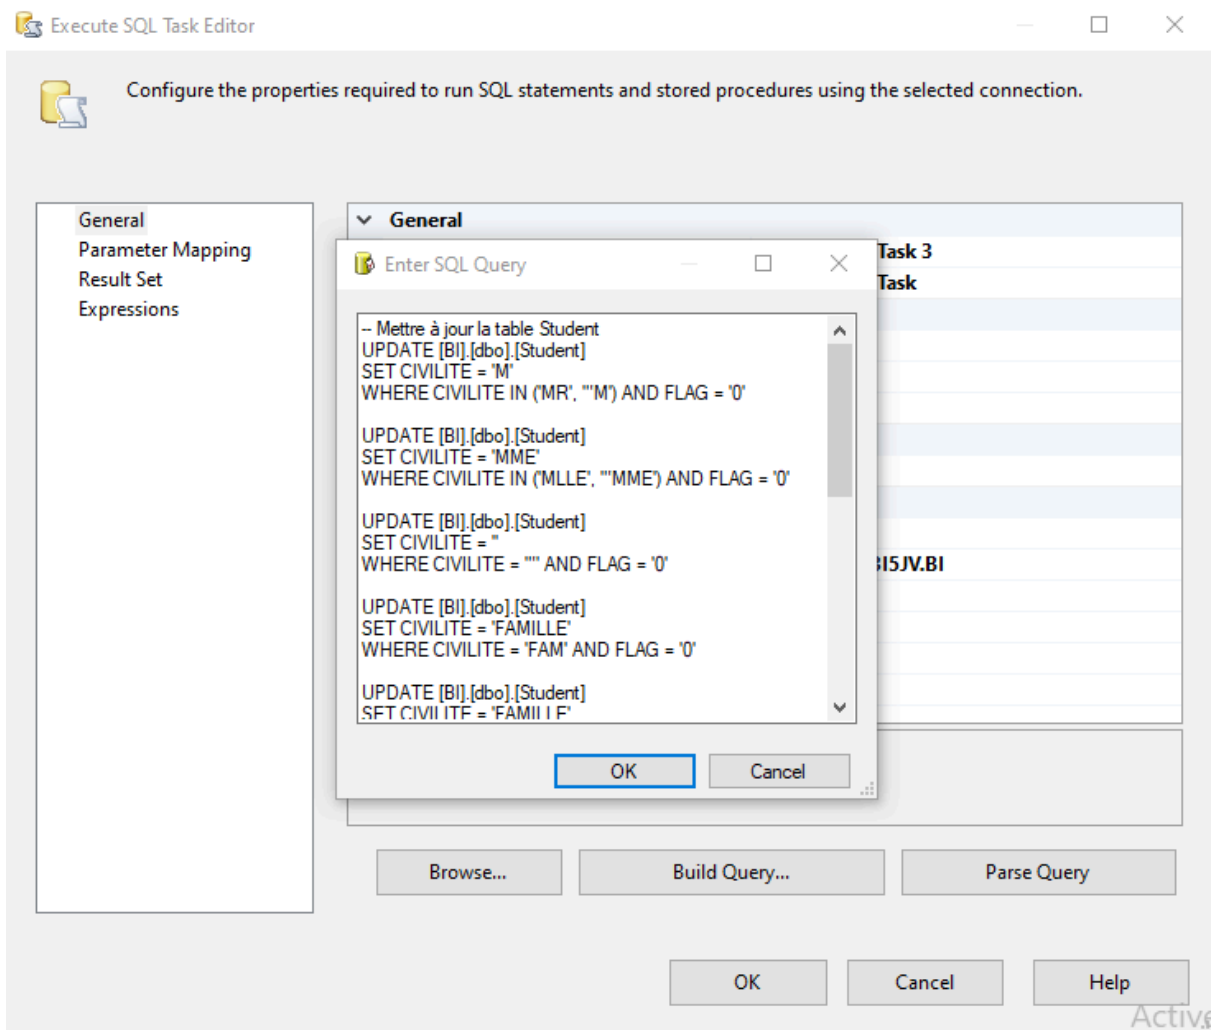 Execute SQL Task Editor
Configure the properties required to run SQL statements and stored procedures using the selected connection.
General
Parameter Mapping
Result Set
Expressions
General
Task 3
Task
Enter SQL Query
-- Mettre à jour la table Student
UPDATE [BI].[dbo].[Student]
SET CIVILITE = 'M'
WHERE CIVILITE IN ('MR', '''M') AND FLAG = '0'
UPDATE [BI].[dbo].[Student]
SET CIVILITE = 'MME'
WHERE CIVILITE IN ('MLLE', '''MME') AND FLAG = '0'
UPDATE [BI].[dbo].[Student]
SET CIVILITE = ''
WHERE CIVILITE = '''' AND FLAG = '0'
UPDATE [BI].[dbo].[Student]
SET CIVILITE = 'FAMILLE'
WHERE CIVILITE = 'FAM' AND FLAG = '0'
UPDATE [BI].[dbo].[Student]
SET CIVILITE = 'FAMILLE'
I5JV.BI
OK
Cancel
Browse...
Build Query...
Parse Query
OK
Cancel
Help